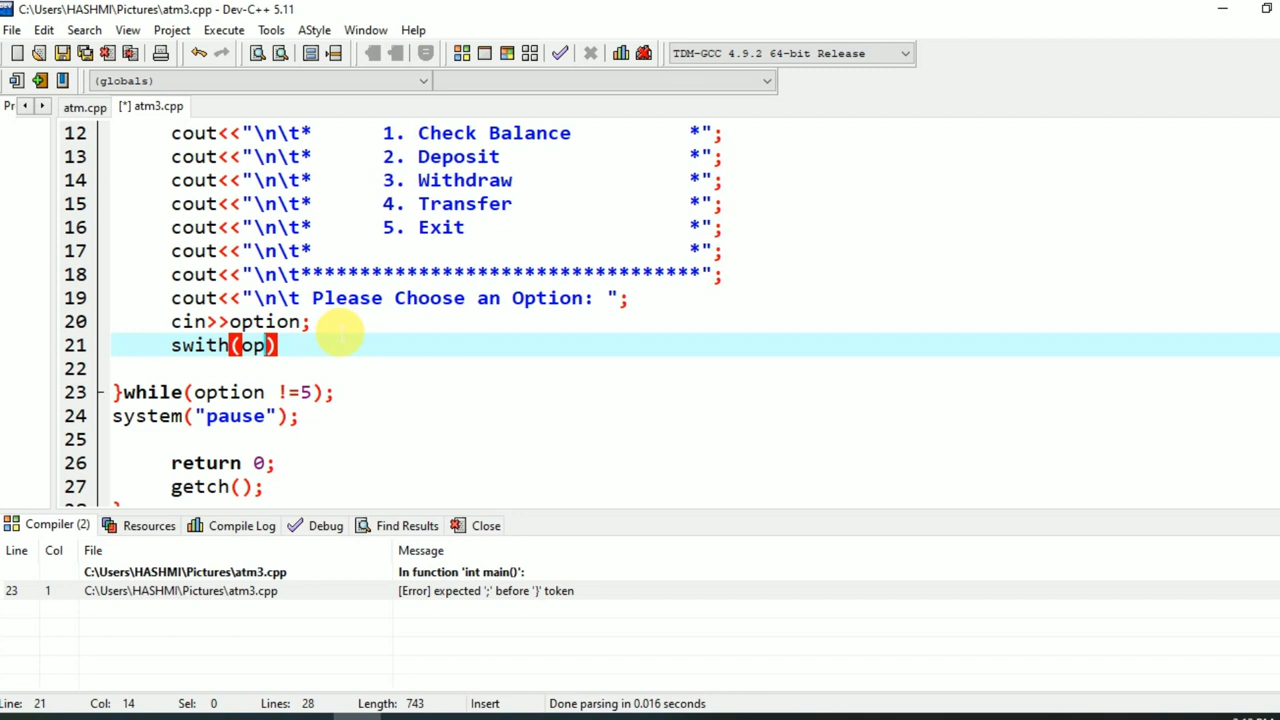 C:\Users\HASHMI\Pictures\atm3.cpp - Dev-C++ 5.11
File Edit Search View Project Execute Tools AStyle Window Help
TDM-GCC 4.9.2 64-bit Release
(globals)
Pr atm.cpp [*] atm3.cpp
12 cout<<"\n\t*      1. Check Balance          *";
13 cout<<"\n\t*      2. Deposit                *";
14 cout<<"\n\t*      3. Withdraw               *";
15 cout<<"\n\t*      4. Transfer               *";
16 cout<<"\n\t*      5. Exit                   *";
17 cout<<"\n\t*                                *";
18 cout<<"\n\t**********************************";
19 cout<<"\n\t Please Choose an Option: ";
20 cin>>option;
21 swith(op)
22
23 }while(option !=5);
24 system("pause");
25
26 return 0;
27 getch();
Compiler (2) Resources Compile Log Debug Find Results Close
Line Col File Message
C:\Users\HASHMI\Pictures\atm3.cpp In function 'int main()':
23 1 C:\Users\HASHMI\Pictures\atm3.cpp [Error] expected ';' before '}' token
Line: 21 Col: 14 Sel: 0 Lines: 28 Length: 743 Insert Done parsing in 0.016 seconds